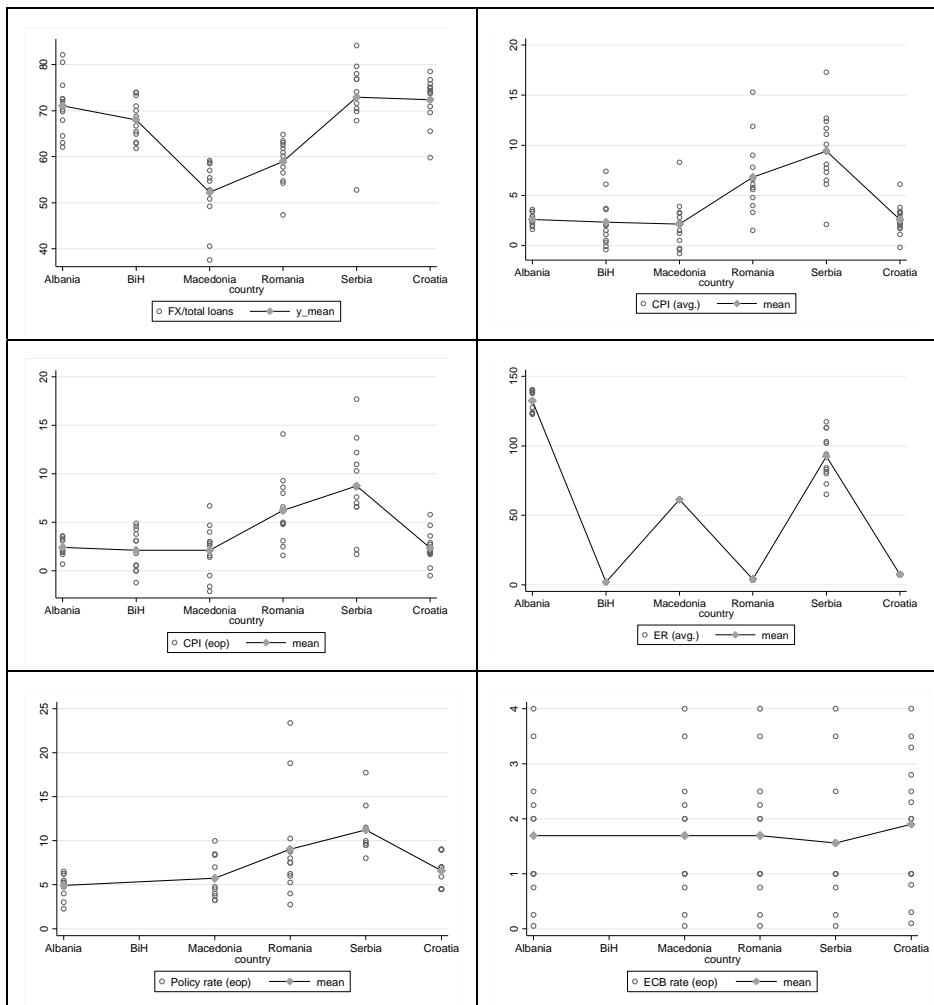 80
70
60
50
40
Albania BiH Macedonia Romania Serbia Croatia
country
FX/total loans y_mean
20
15
10
5
0
Albania BiH Macedonia Romania Serbia Croatia
country
CPI (avg.) mean
20
15
10
5
0
Albania BiH Macedonia Romania Serbia Croatia
country
CPI (eop) mean
150
100
50
0
Albania BiH Macedonia Romania Serbia Croatia
country
ER (avg.) mean
25
20
15
10
5
0
Albania BiH Macedonia Romania Serbia Croatia
country
Policy rate (eop) mean
4
3
2
1
0
Albania BiH Macedonia Romania Serbia Croatia
country
ECB rate (eop) mean